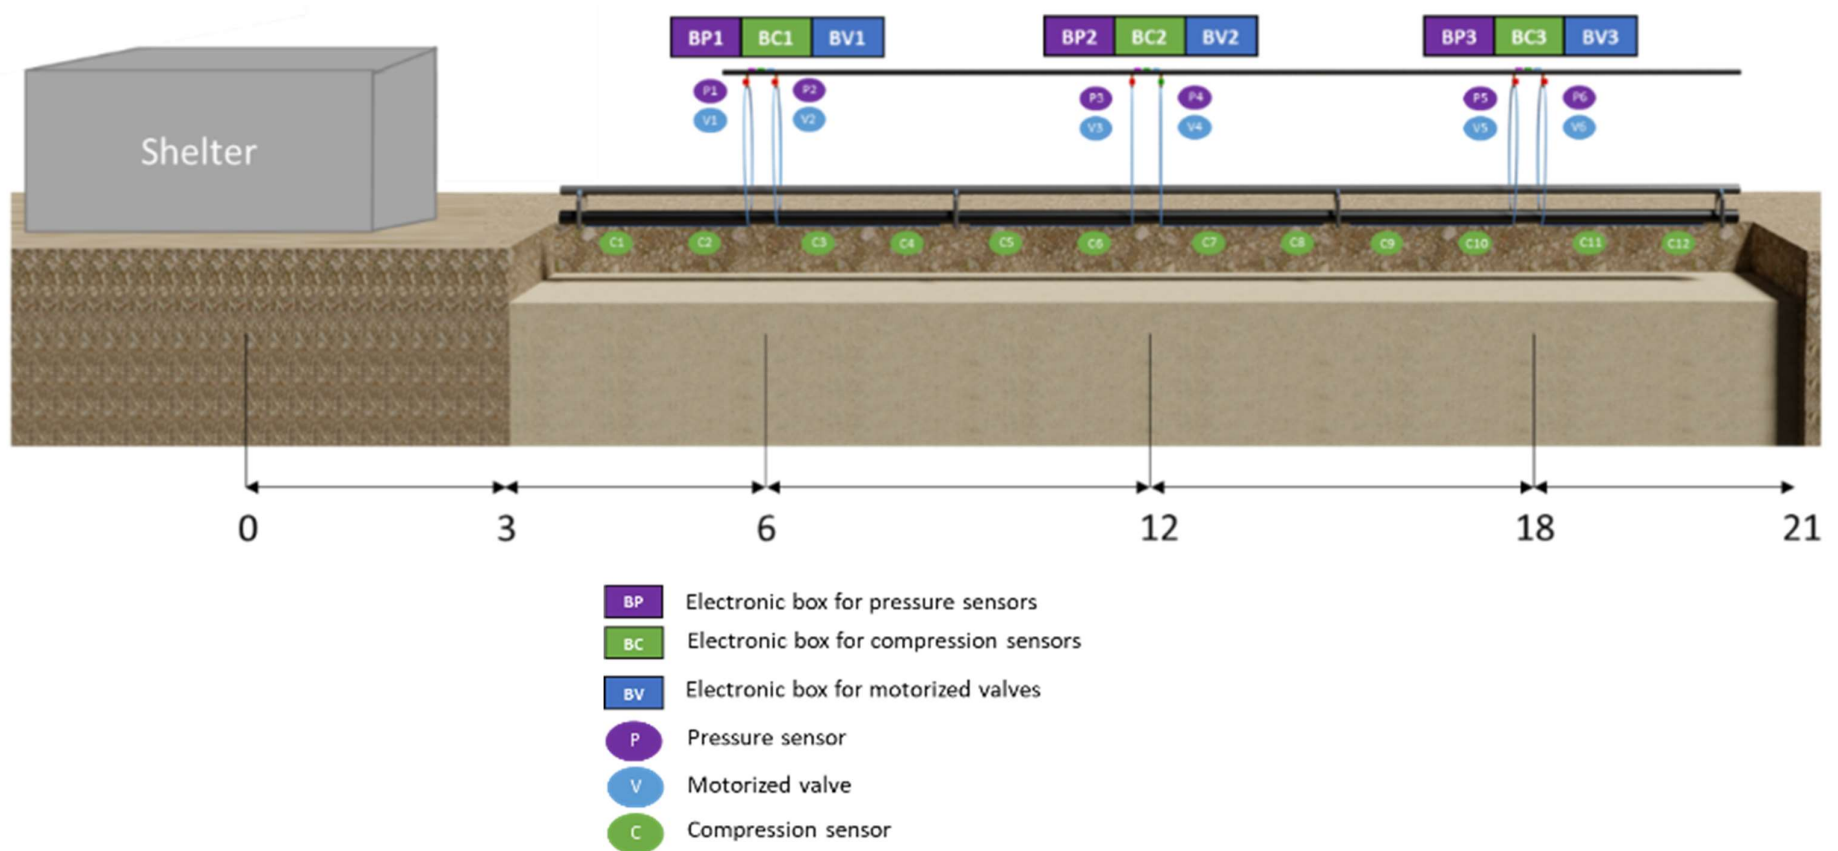 BP1 BC1 BV1 BP2 BC2 BV2 BP3 BC3 BV3
P1 P2 P3 P4 P5 P6
V1 V2 V3 V4 V5 V6
Shelter
C1 C2 C3 C4 C5 C6 C7 C8 C9 C10 C11 C12
0 3 6 12 18 21
BP Electronic box for pressure sensors
BC Electronic box for compression sensors
BV Electronic box for motorized valves
P Pressure sensor
V Motorized valve
C Compression sensor